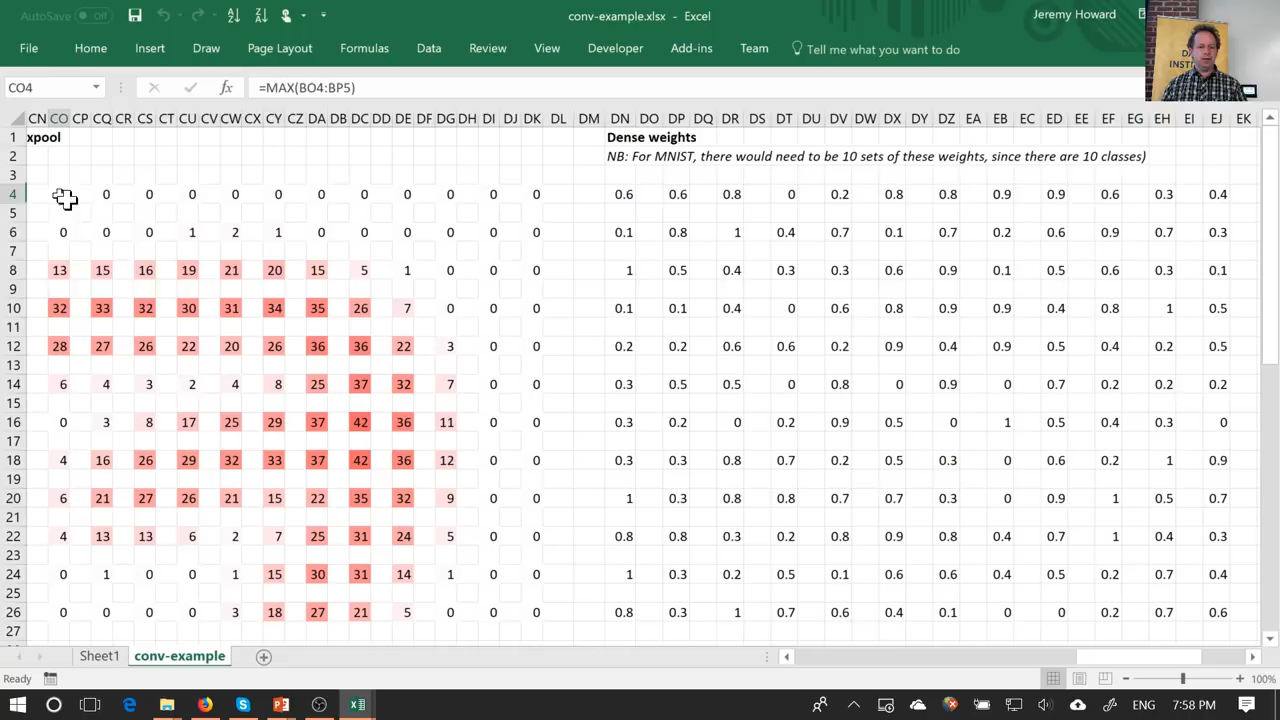 AutoSave Off conv-example.xlsx - Excel Jeremy Howard
File Home Insert Draw Page Layout Formulas Data Review View Developer Add-ins Team Tell me what you want to do
CO4 fx =MAX(BO4:BP5)
CN CO CP CQ CR CS CT CU CV CW CX CY CZ DA DB DC DD DE DF DG DH DI DJ DK DL DM DN DO DP DQ DR DS DT DU DV DW DX DY DZ EA EB EC ED EE EF EG EH EI EJ EK
1 xpool Dense weights
2 NB: For MNIST, there would need to be 10 sets of these weights, since there are 10 classes)
3
4 0 0 0 0 0 0 0 0 0 0 0 0.6 0.6 0.8 0 0.2 0.8 0.8 0.9 0.9 0.6 0.3 0.4
5
6 0 0 0 1 2 1 0 0 0 0 0 0 0.1 0.8 1 0.4 0.7 0.1 0.7 0.2 0.6 0.9 0.7 0.3
7
8 13 15 16 19 21 20 15 5 1 0 0 0 1 0.5 0.4 0.3 0.3 0.6 0.9 0.1 0.5 0.6 0.3 0.1
9
10 32 33 32 30 31 34 35 26 7 0 0 0 0.1 0.1 0.4 0 0.6 0.8 0.9 0.9 0.4 0.8 1 0.5
11
12 28 27 26 22 20 26 36 36 22 3 0 0 0.2 0.2 0.6 0.6 0.2 0.9 0.4 0.9 0.5 0.4 0.2 0.5
13
14 6 4 3 2 4 8 25 37 32 7 0 0 0.3 0.5 0.5 0 0.8 0 0.9 0 0.7 0.2 0.2 0.2
15
16 0 3 8 17 25 29 37 42 36 11 0 0 0.3 0.2 0 0.2 0.9 0.5 0 1 0.5 0.4 0.3 0
17
18 4 16 26 29 32 33 37 42 36 12 0 0 0.3 0.3 0.8 0.7 0.2 0.5 0.3 0 0.6 0.2 1 0.9
19
20 6 21 27 26 21 15 22 35 32 9 0 0 1 0.3 0.8 0.8 0.7 0.7 0.3 0 0.9 1 0.5 0.7
21
22 4 13 13 6 2 7 25 31 24 5 0 0 0.8 0.8 0.3 0.2 0.8 0.9 0.8 0.4 0.7 1 0.4 0.3
23
24 0 1 0 0 1 15 30 31 14 1 0 0 1 0.3 0.2 0.5 0.1 0.6 0.6 0.4 0.5 0.2 0.7 0.4
25
26 0 0 0 0 3 18 27 21 5 0 0 0 0.8 0.3 1 0.7 0.6 0.4 0.1 0 0 0.2 0.7 0.6
27
Sheet1 conv-example
Ready 100%
ENG 7:58 PM